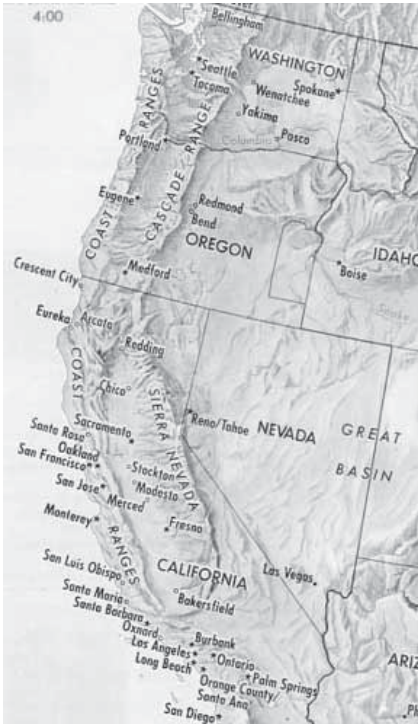 4:00
Bellingham
WASHINGTON
Seattle
Tacoma
Spokane
Wenatchee
Yakima
Pasco
Columbia
Portland
COAST RANGES
CASCADE RANGE
Eugene
Redmond
Bend
OREGON
IDAHO
Boise
Medford
Crescent City
Eureka
Arcata
Redding
COAST
Chico
SIERRA NEVADA
Reno/Tahoe
NEVADA
GREAT
BASIN
Sacramento
Santa Rosa
Oakland
San Francisco
Stockton
Modesto
San Jose
Merced
Fresno
Monterey
RANGES
CALIFORNIA
San Luis Obispo
Las Vegas
Bakersfield
Santa Maria
Santa Barbara
Oxnard
Burbank
Los Angeles
Ontario
Long Beach
Palm Springs
Orange County/
Santa Ana
San Diego
ARIZ